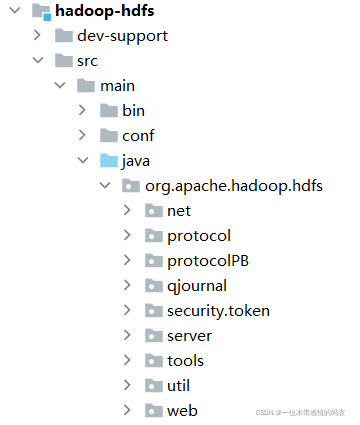 hadoop-hdfs
dev-support
src
main
bin
conf
java
org.apache.hadoop.hdfs
net
protocol
protocolPB
qjournal
security.token
server
tools
util
web
CSDN @一位木带感情的码农